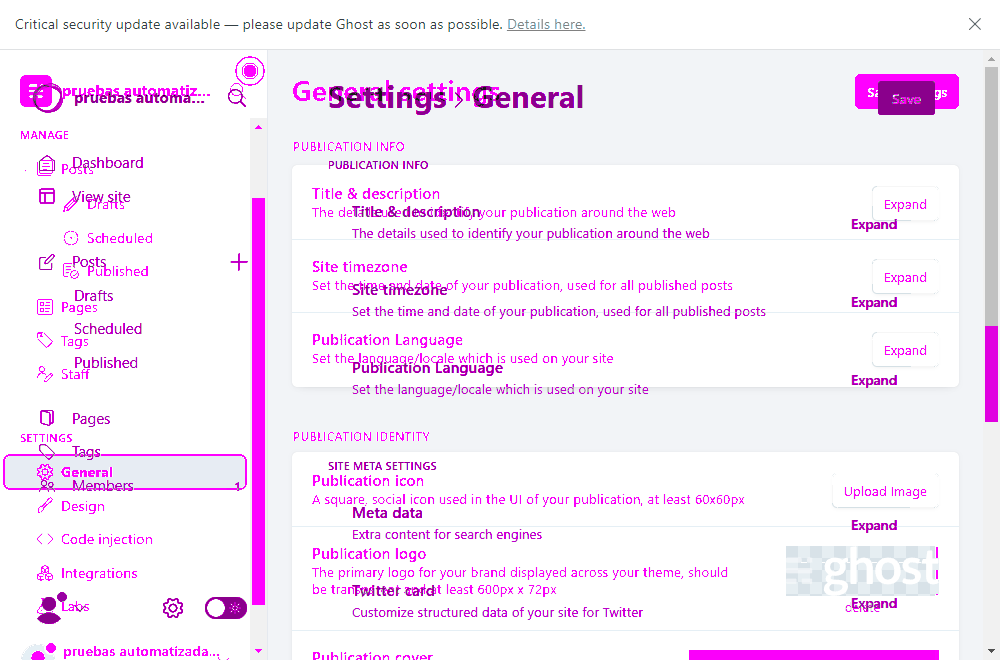 Critical security update available — please update Ghost as soon as possible. Details here.
pruebas automatiz...
pruebas automa...
General settings
Settings › General
Save
MANAGE
Dashboard
Posts
View site
Drafts
Scheduled
Posts
Published
Drafts
Pages
Scheduled
Tags
Published
Staff
Pages
SETTINGS
Tags
General
Members 1
Design
Code injection
Integrations
Labs
pruebas automatizada...
PUBLICATION INFO
PUBLICATION INFO
Title & description
Expand
Title & description
The details used to identify your publication around the web
Expand
The details used to identify your publication around the web
Site timezone
Expand
Set the time and date of your publication, used for all published posts
Site timezone
Expand
Set the time and date of your publication, used for all published posts
Publication Language
Expand
Set the language/locale which is used on your site
Publication Language
Expand
Set the language/locale which is used on your site
PUBLICATION IDENTITY
SITE META SETTINGS
Publication icon
Upload Image
A square, social icon used in the UI of your publication, at least 60x60px
Meta data
Expand
Extra content for search engines
Publication logo
ghost
The primary logo for your brand displayed across your theme, should
be transparent and at least 600px x 72px
Twitter card
Expand
Customize structured data of your site for Twitter
Publication cover